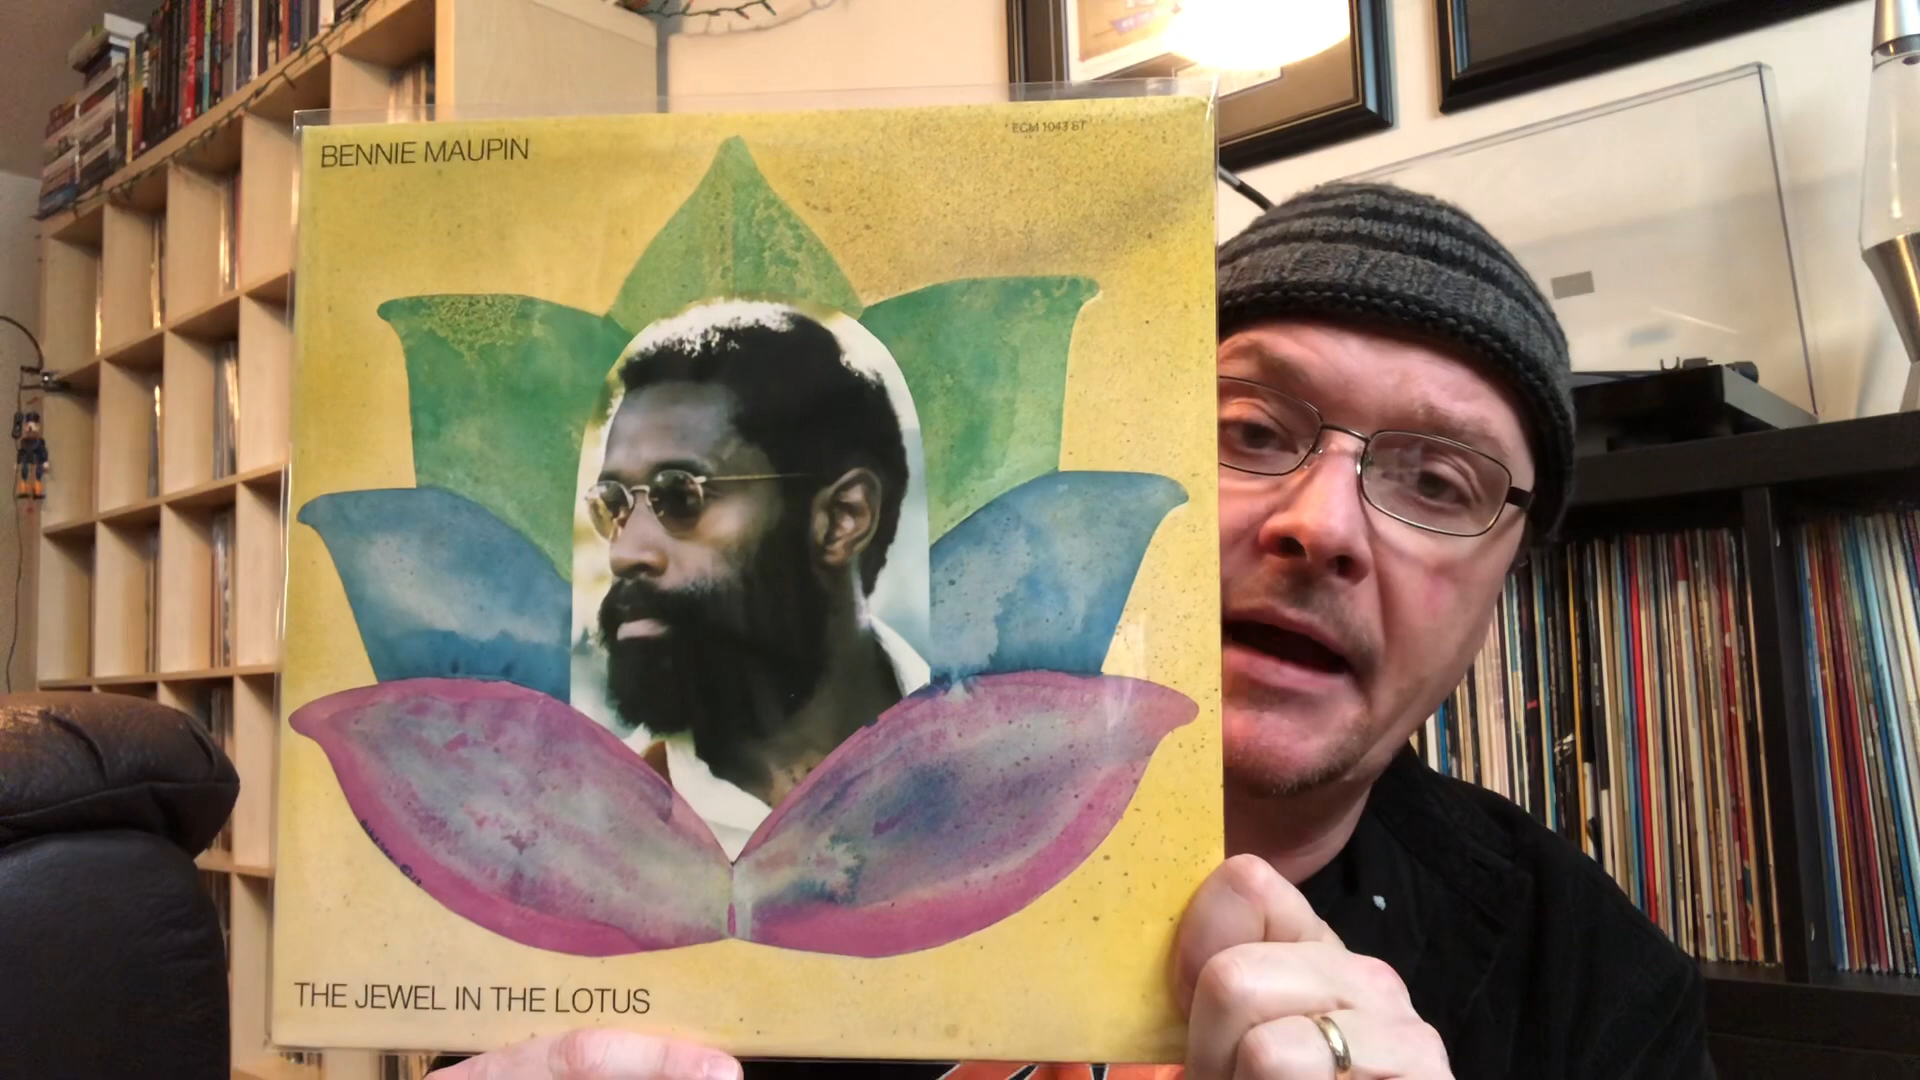 BENNIE MAUPIN
ECM 1043 ST
THE JEWEL IN THE LOTUS